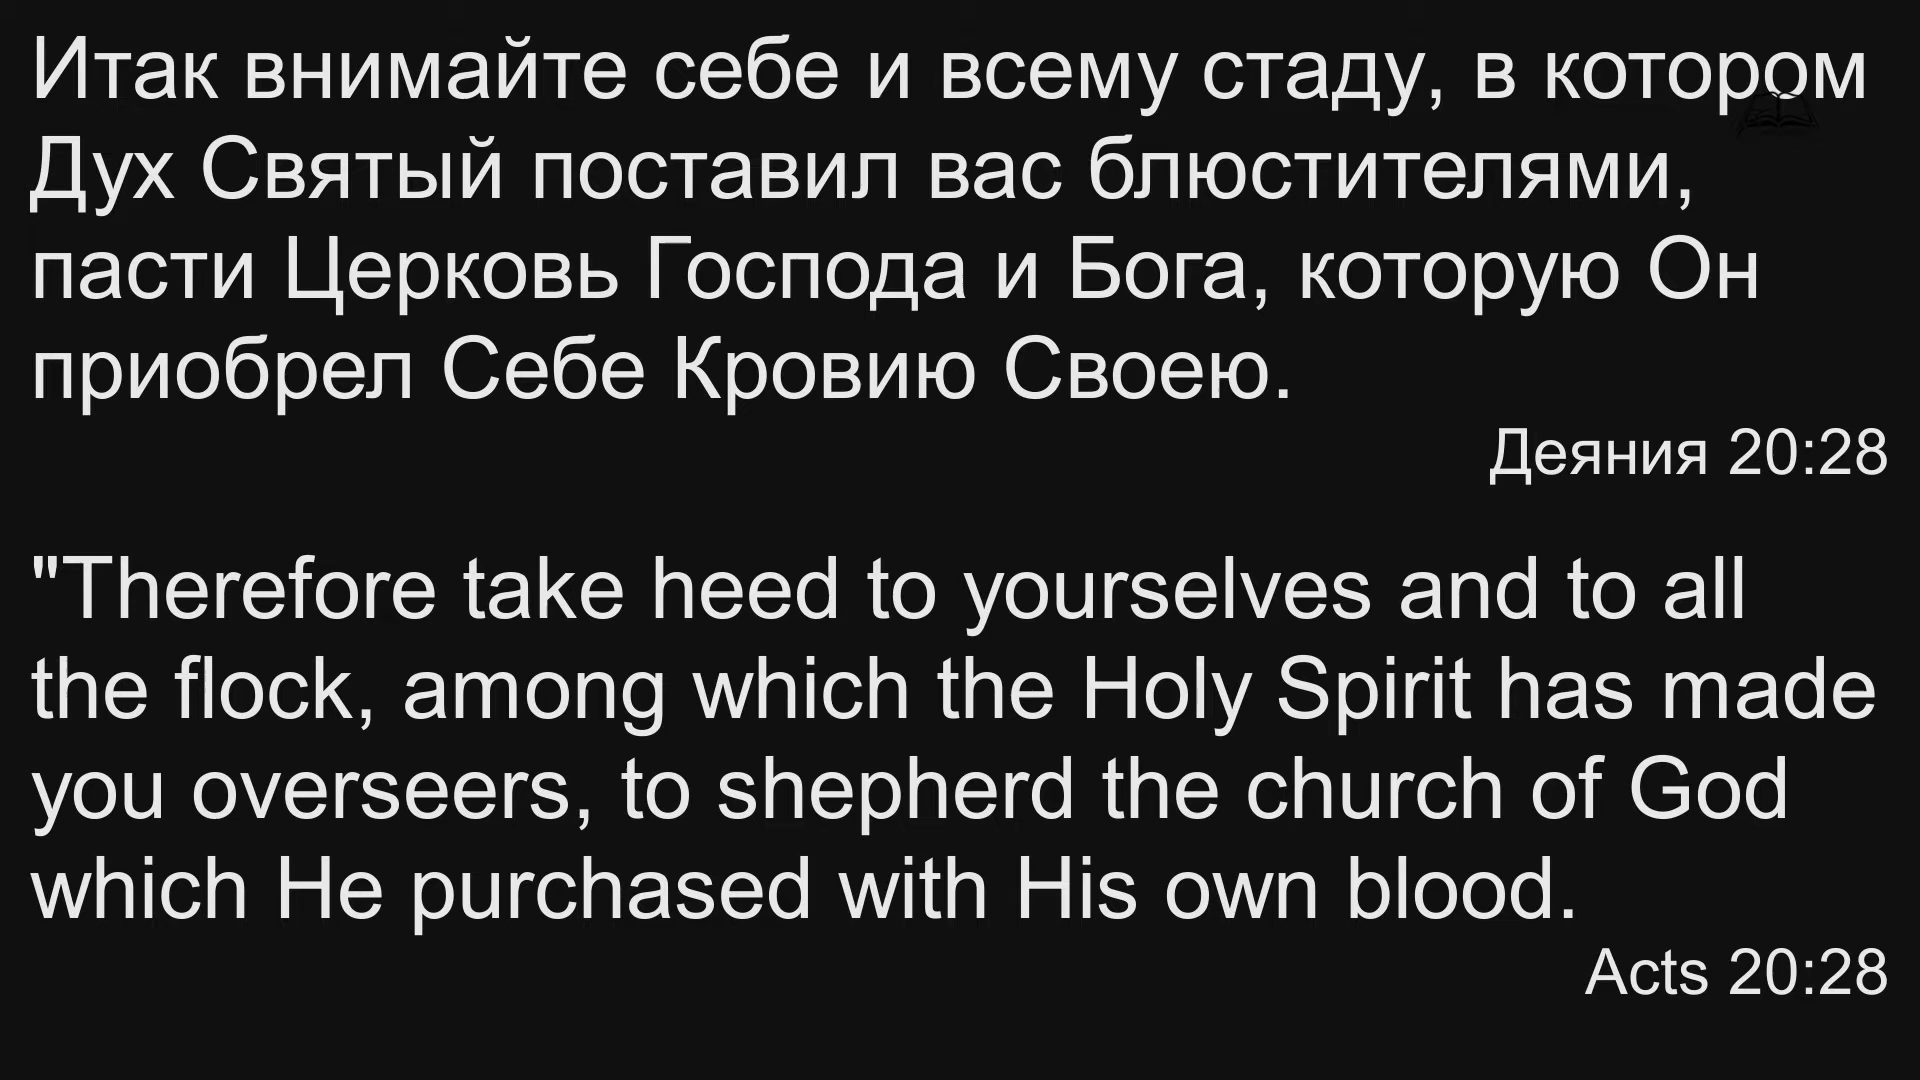 Итак внимайте себе и всему стаду, в котором
Дух Святый поставил вас блюстителями,
пасти Церковь Господа и Бога, которую Он
приобрел Себе Кровию Своею.
Деяния 20:28
"Therefore take heed to yourselves and to all
the flock, among which the Holy Spirit has made
you overseers, to shepherd the church of God
which He purchased with His own blood.
Acts 20:28